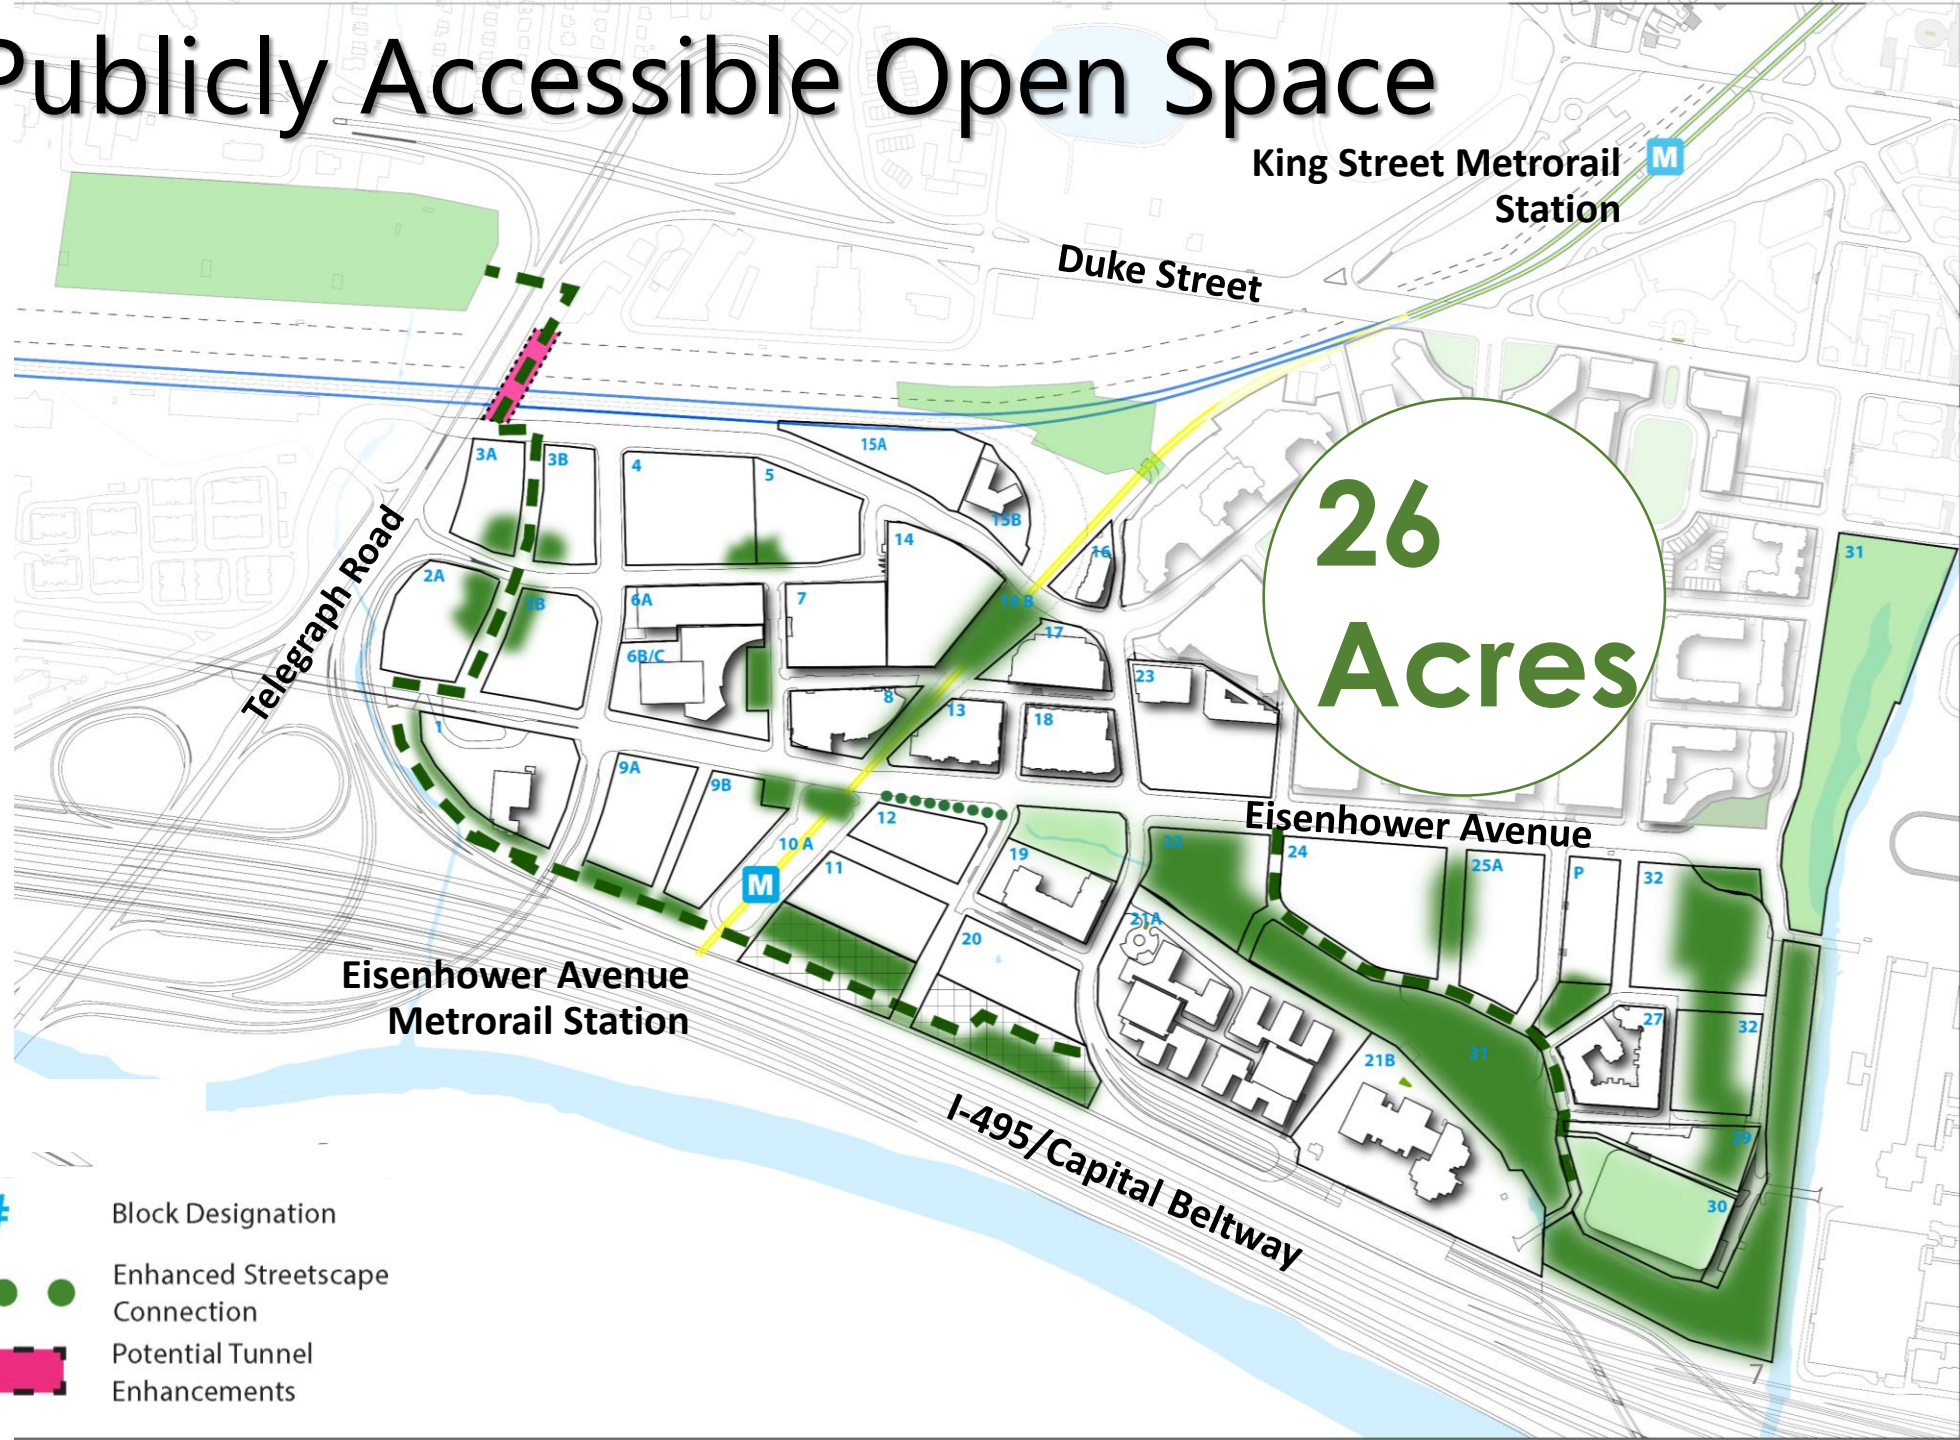 Publicly Accessible Open Space
King Street Metrorail
Station
M
Duke Street
Telegraph Road
26
Acres
3A
3B
4
5
15A
15B
14
16
2A
2B
6A
7
10 B
17
6B/C
8
13
18
23
31
1
9A
9B
10 A
12
11
M
19
22
24
25A
P
32
Eisenhower Avenue
21A
20
Eisenhower Avenue
Metrorail Station
27
32
31
21B
29
30
I-495/Capital Beltway
#
Block Designation
Enhanced Streetscape
Connection
Potential Tunnel
Enhancements
7